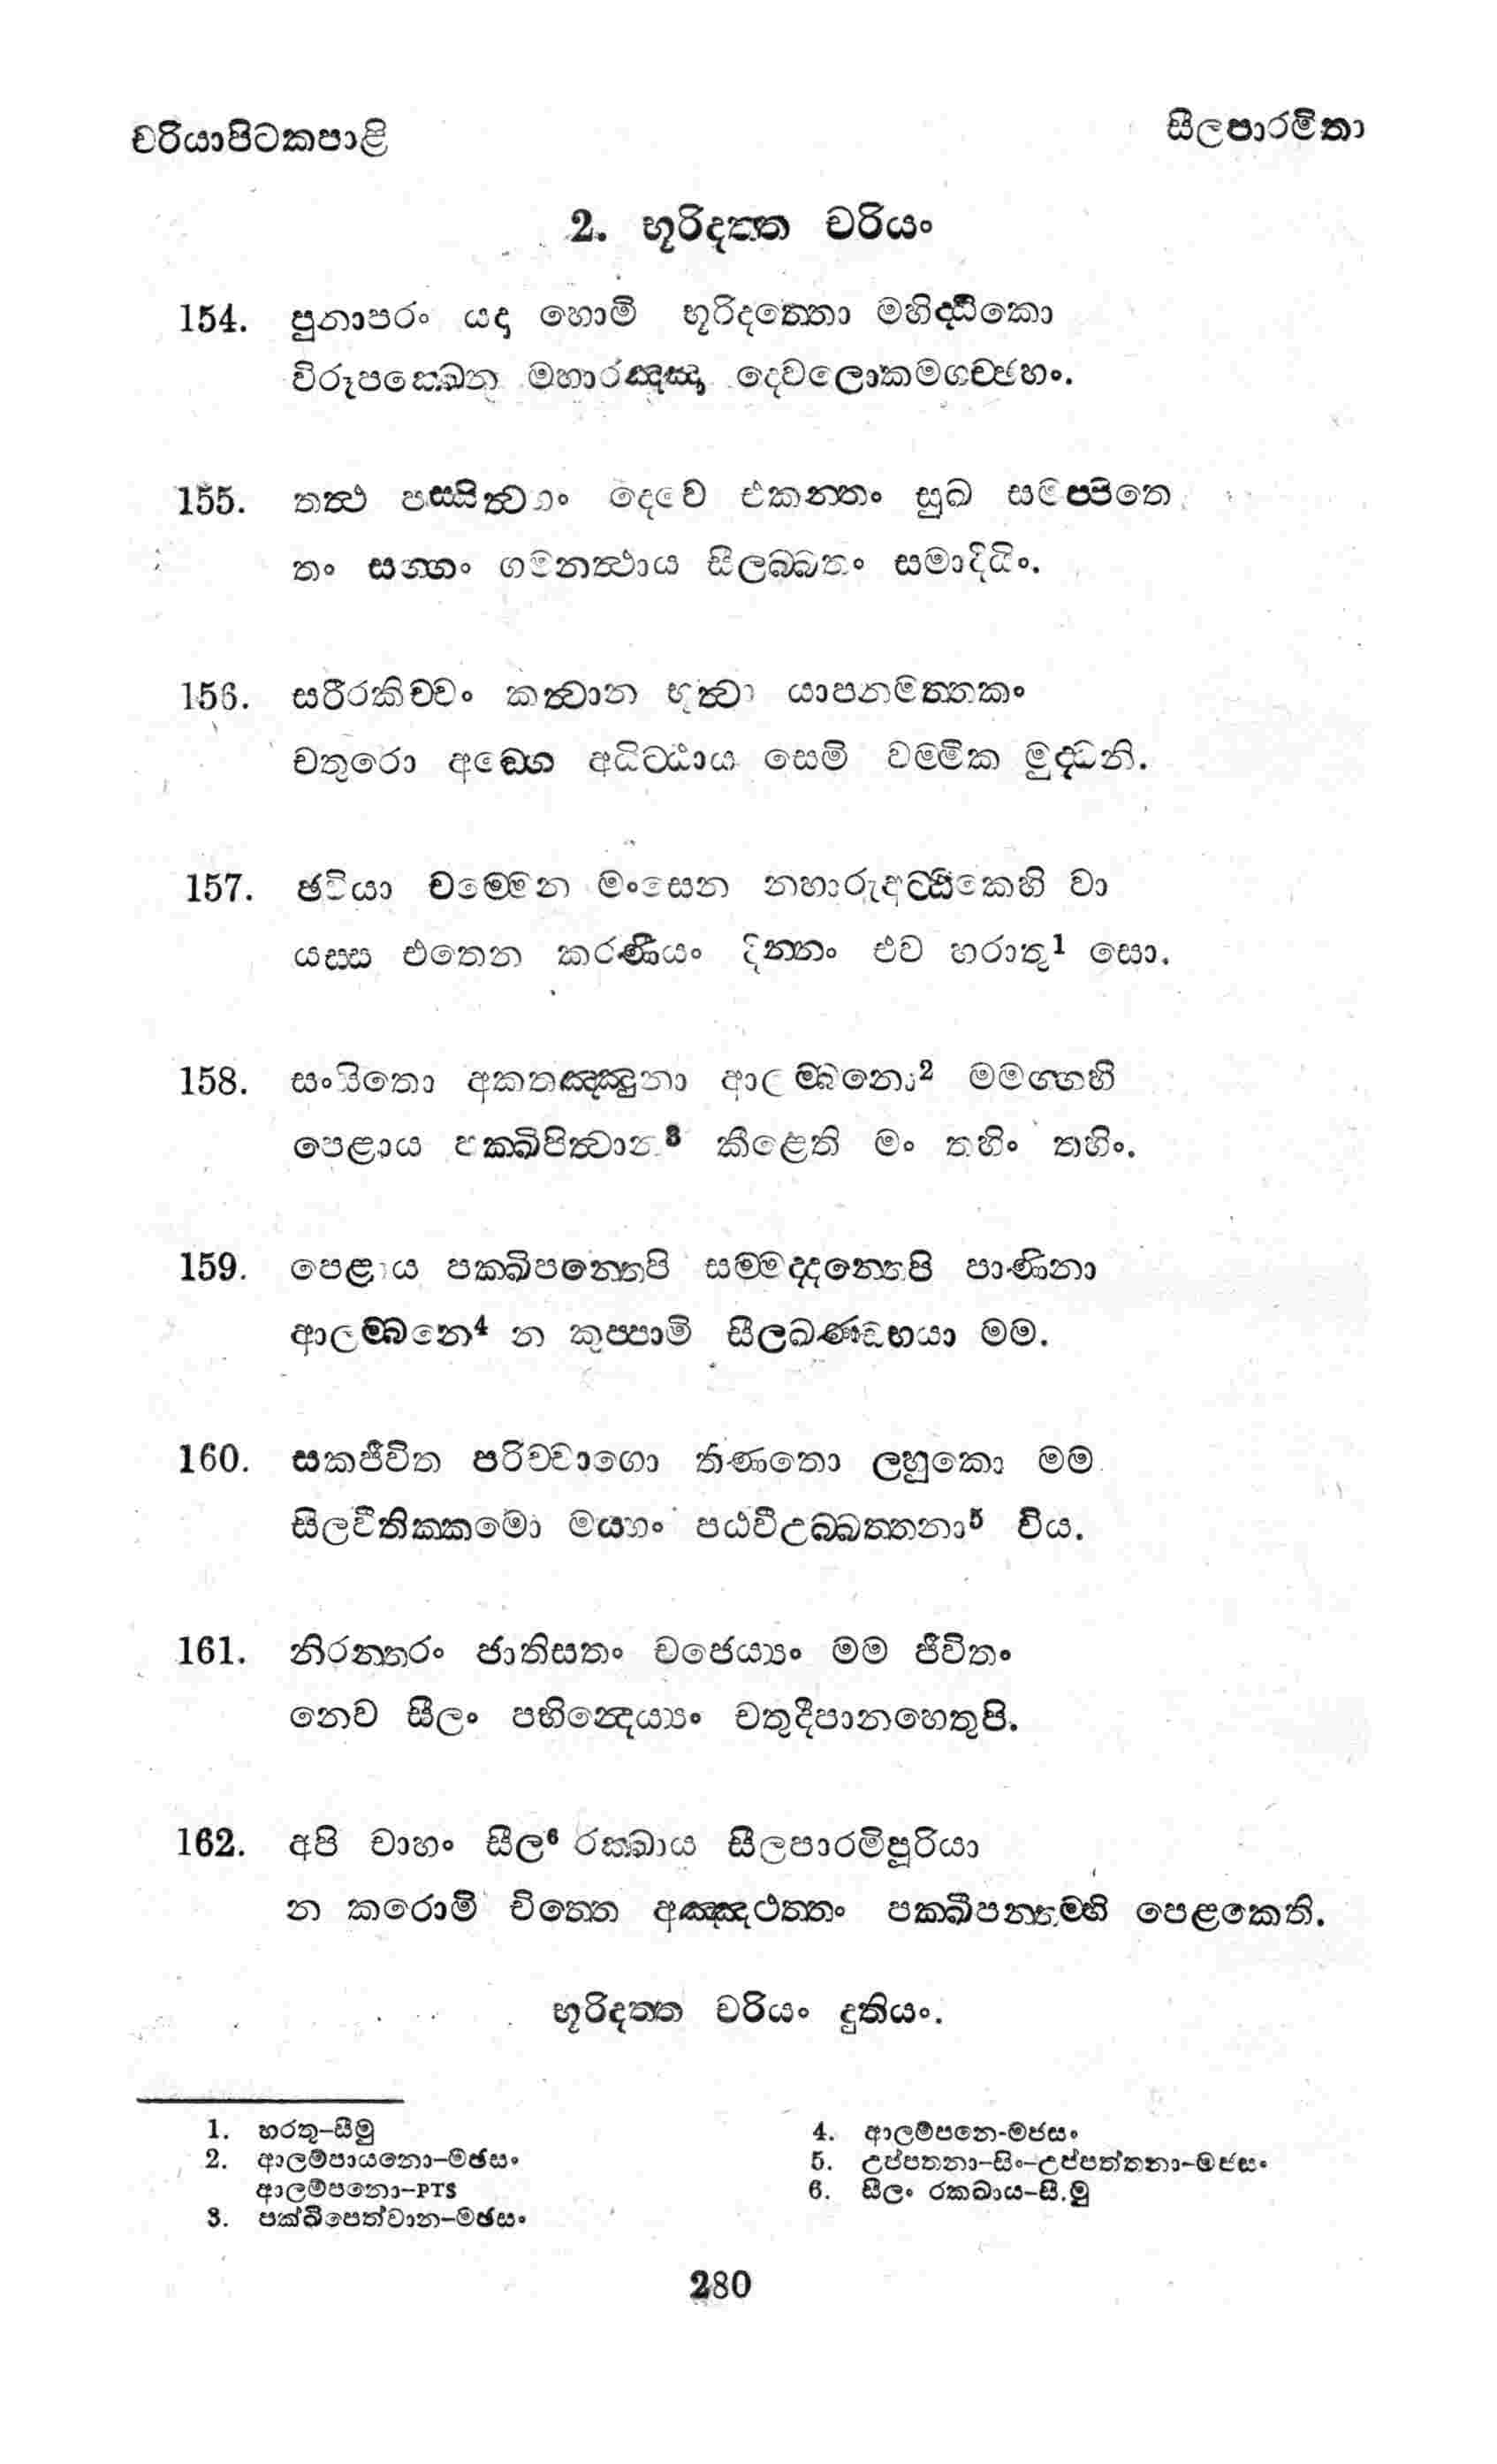 චරියාපිටකපාළි
සීලපාරමිතා
2. භූරිදත්ත චරියං
154. පුනාපරං යදා හොමි භූරිදත්තො මහිද්ධිකො
විරූපක්ඛෙන මහාරඤ්ඤා දෙවලොකමගච්ඡහං.
155. තත්ථ පස්සිත්වාහං දෙවෙ එකන්තං සුඛ සමප්පිතෙ
තං සග්ගං ගමනත්ථාය සීලබ්බතං සමාදියිං.
156. සරීරකිච්චං කත්වාන භුත්වා යාපනමත්තකං
චතුරො අඞ්ගෙ අධිට්ඨාය සෙමි වම්මික මුද්ධනි.
157. ඡවියා චම්මෙන මංසෙන නහාරුඅට්ඨිකෙහි වා
යස්ස එතෙන කරණීයං දින්නං එව හරාතු1 සො.
158. සංසිතො අකතඤ්ඤුනා ආලම්බනො2 මමග්ගහී
පෙළාය පක්ඛිපිත්වාන3 කීළෙති මං තහිං තහිං.
159. පෙළාය පක්ඛිපන්තෙපි සම්මද්දන්තෙපි පාණිනා
ආලම්බනෙ4 න කුප්පාමි සීලඛණ්ඩභයා මම.
160. සකජීවිත පරිච්චාගො තිණතො ලහුකො මම
සීලවීතික්කමො මය්හං පඨවීඋබ්බත්තනා5 විය.
161. නිරන්තරං ජාතිසතං චජෙය්‍යං මම ජීවිතං
නෙව සීලං පභින්දෙය්‍යං චතුදීපානහෙතුපි.
162. අපි චාහං සීල6 රක්ඛාය සීලපාරමිපූරියා
න කරොමි චිත්තෙ අඤ්ඤථත්තං පක්ඛිපන්තම්හි පෙළකෙති.
භූරිදත්ත චරියං දුතියං.
1. හරතු-සීමු
2. ආලම්පායනො-මඡසං
ආලම්පනො-PTS
3. පක්ඛිපෙත්වාන-මඡසං
4. ආලම්පනෙ-මජසං
5. උප්පතනා-සිං-උප්පත්තනා-මජසං
6. සීලං රක්ඛාය-සී.මු
280